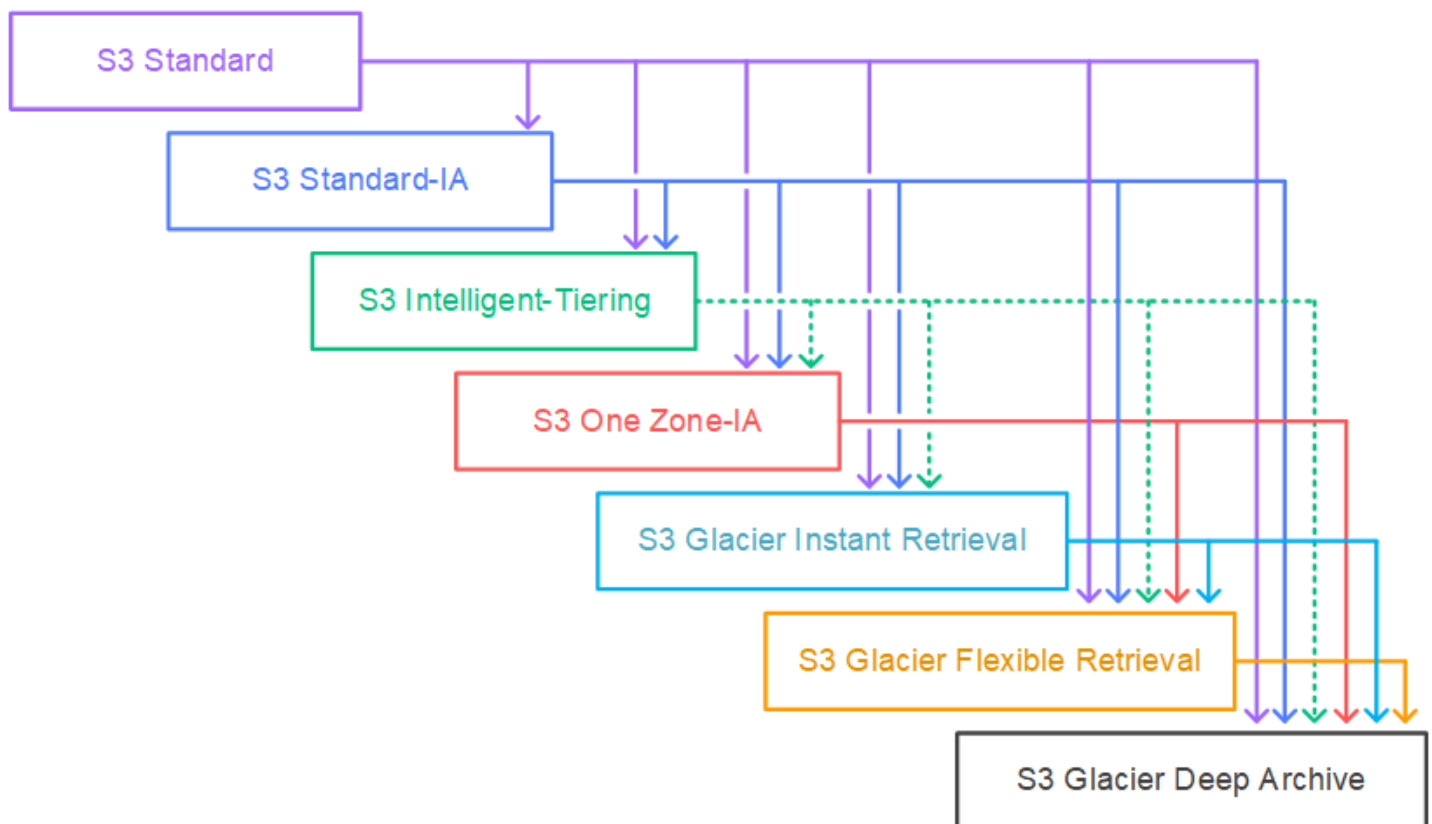 S3 Standard
S3 Standard-IA
S3 Intelligent-Tiering
S3 One Zone-IA
S3 Glacier Instant Retrieval
S3 Glacier Flexible Retrieval
S3 Glacier Deep Archive